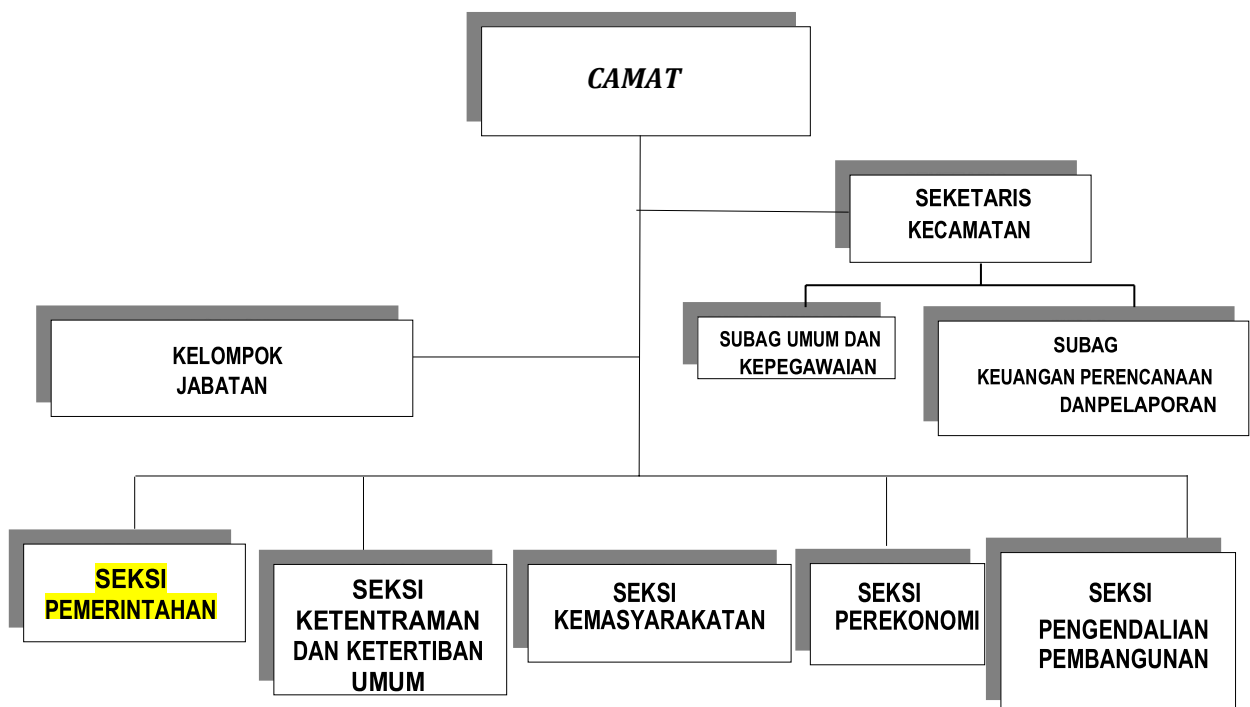 CAMAT
SEKETARIS
KECAMATAN
KELOMPOK
JABATAN
SUBAG UMUM DAN
KEPEGAWAIAN
SUBAG
KEUANGAN PERENCANAAN
DANPELAPORAN
SEKSI
PEMERINTAHAN
SEKSI
KETENTRAMAN
DAN KETERTIBAN
UMUM
SEKSI
KEMASYARAKATAN
SEKSI
PEREKONOMI
SEKSI
PENGENDALIAN
PEMBANGUNAN